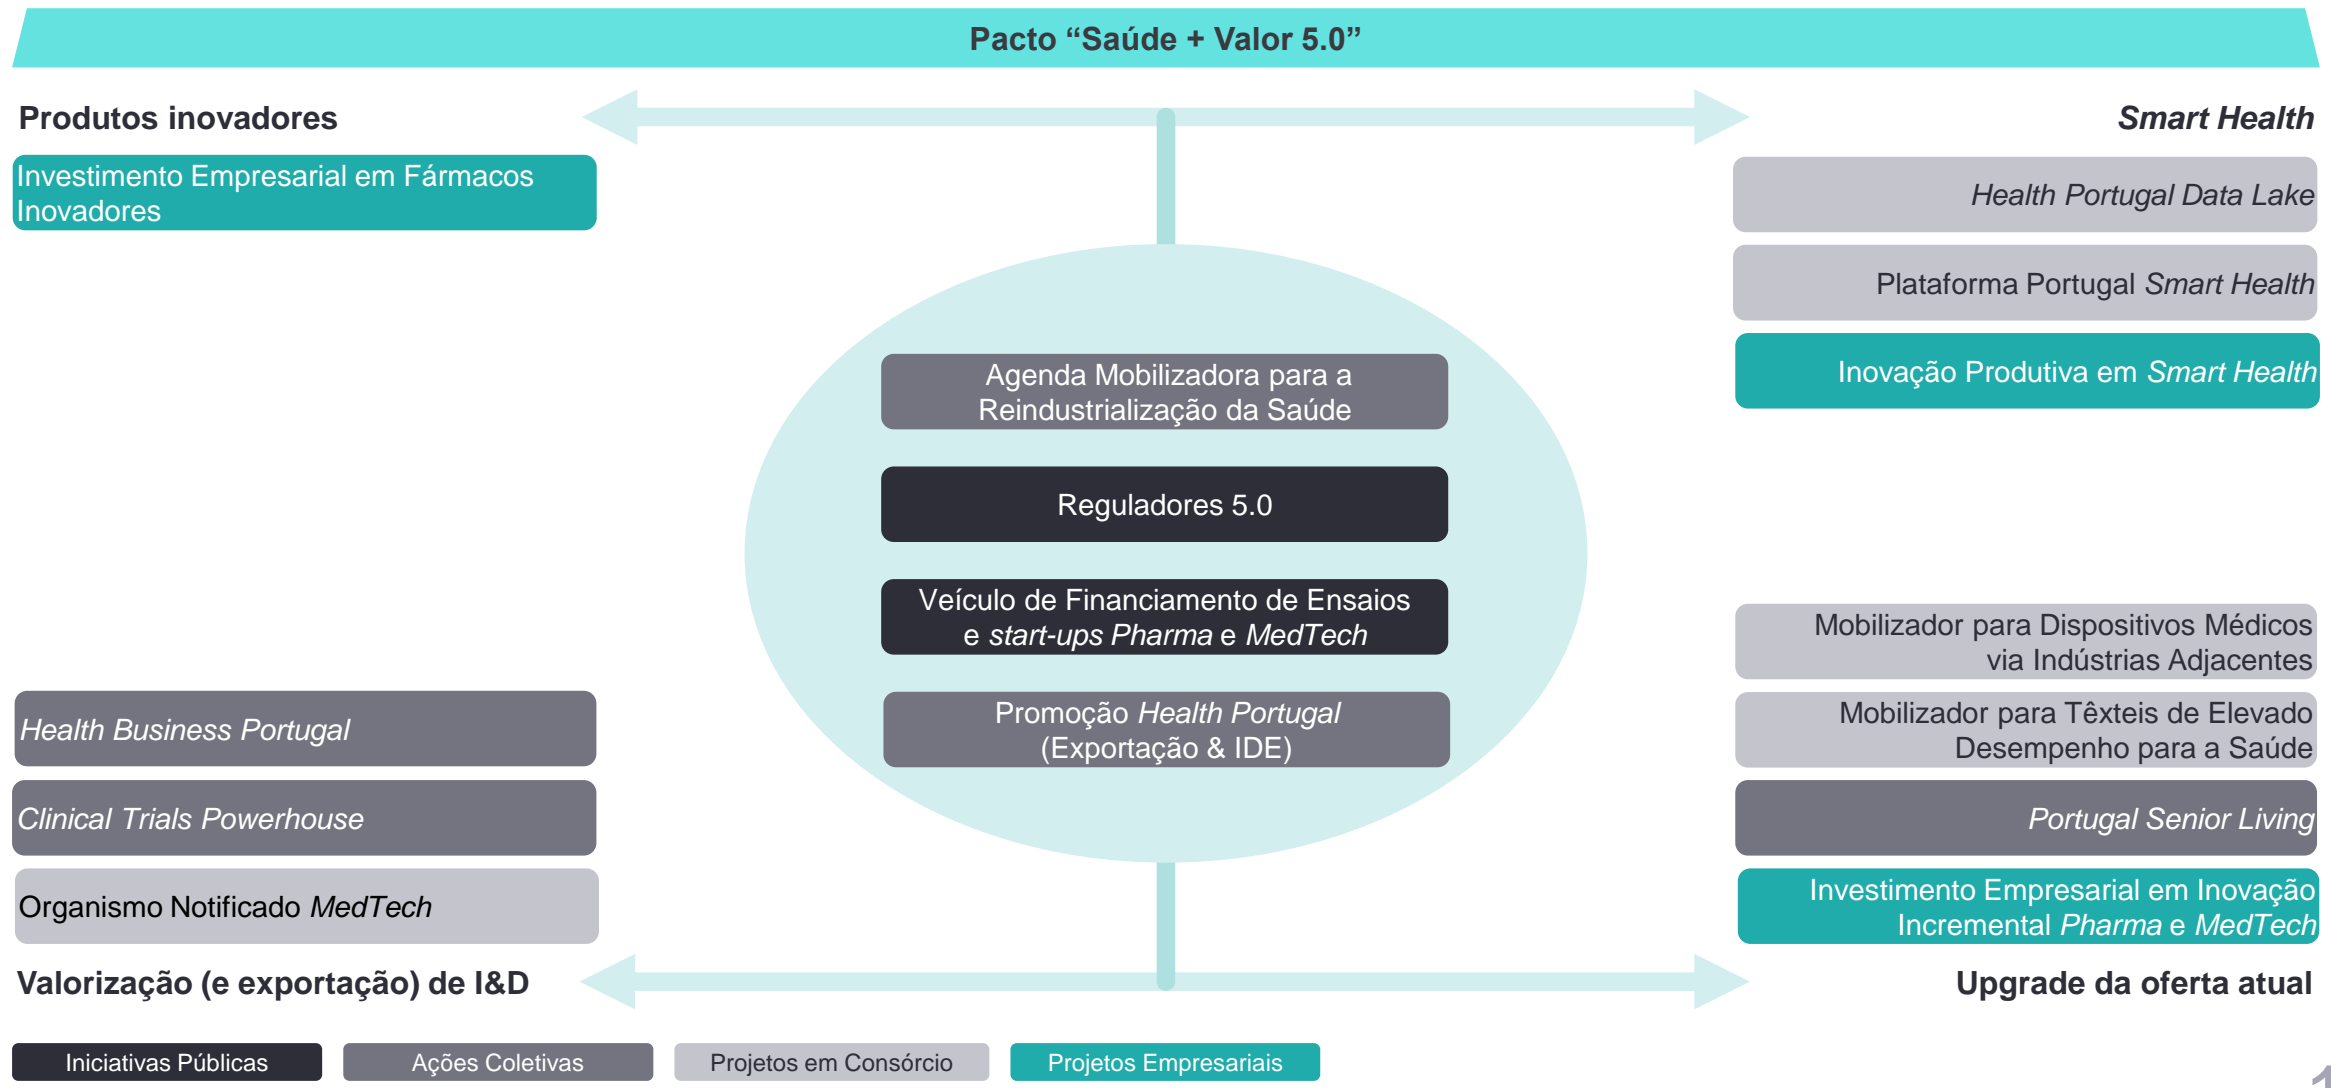 Pacto “Saúde + Valor 5.0”
Produtos inovadores
Smart Health
Investimento Empresarial em Fármacos
Inovadores
Health Portugal Data Lake
Plataforma Portugal Smart Health
Inovação Produtiva em Smart Health
Agenda Mobilizadora para a
Reindustrialização da Saúde
Reguladores 5.0
Veículo de Financiamento de Ensaios
e start-ups Pharma e MedTech
Promoção Health Portugal
(Exportação & IDE)
Health Business Portugal
Clinical Trials Powerhouse
Organismo Notificado MedTech
Mobilizador para Dispositivos Médicos
via Indústrias Adjacentes
Mobilizador para Têxteis de Elevado
Desempenho para a Saúde
Portugal Senior Living
Investimento Empresarial em Inovação
Incremental Pharma e MedTech
Valorização (e exportação) de I&D
Upgrade da oferta atual
Iniciativas Públicas
Ações Coletivas
Projetos em Consórcio
Projetos Empresariais